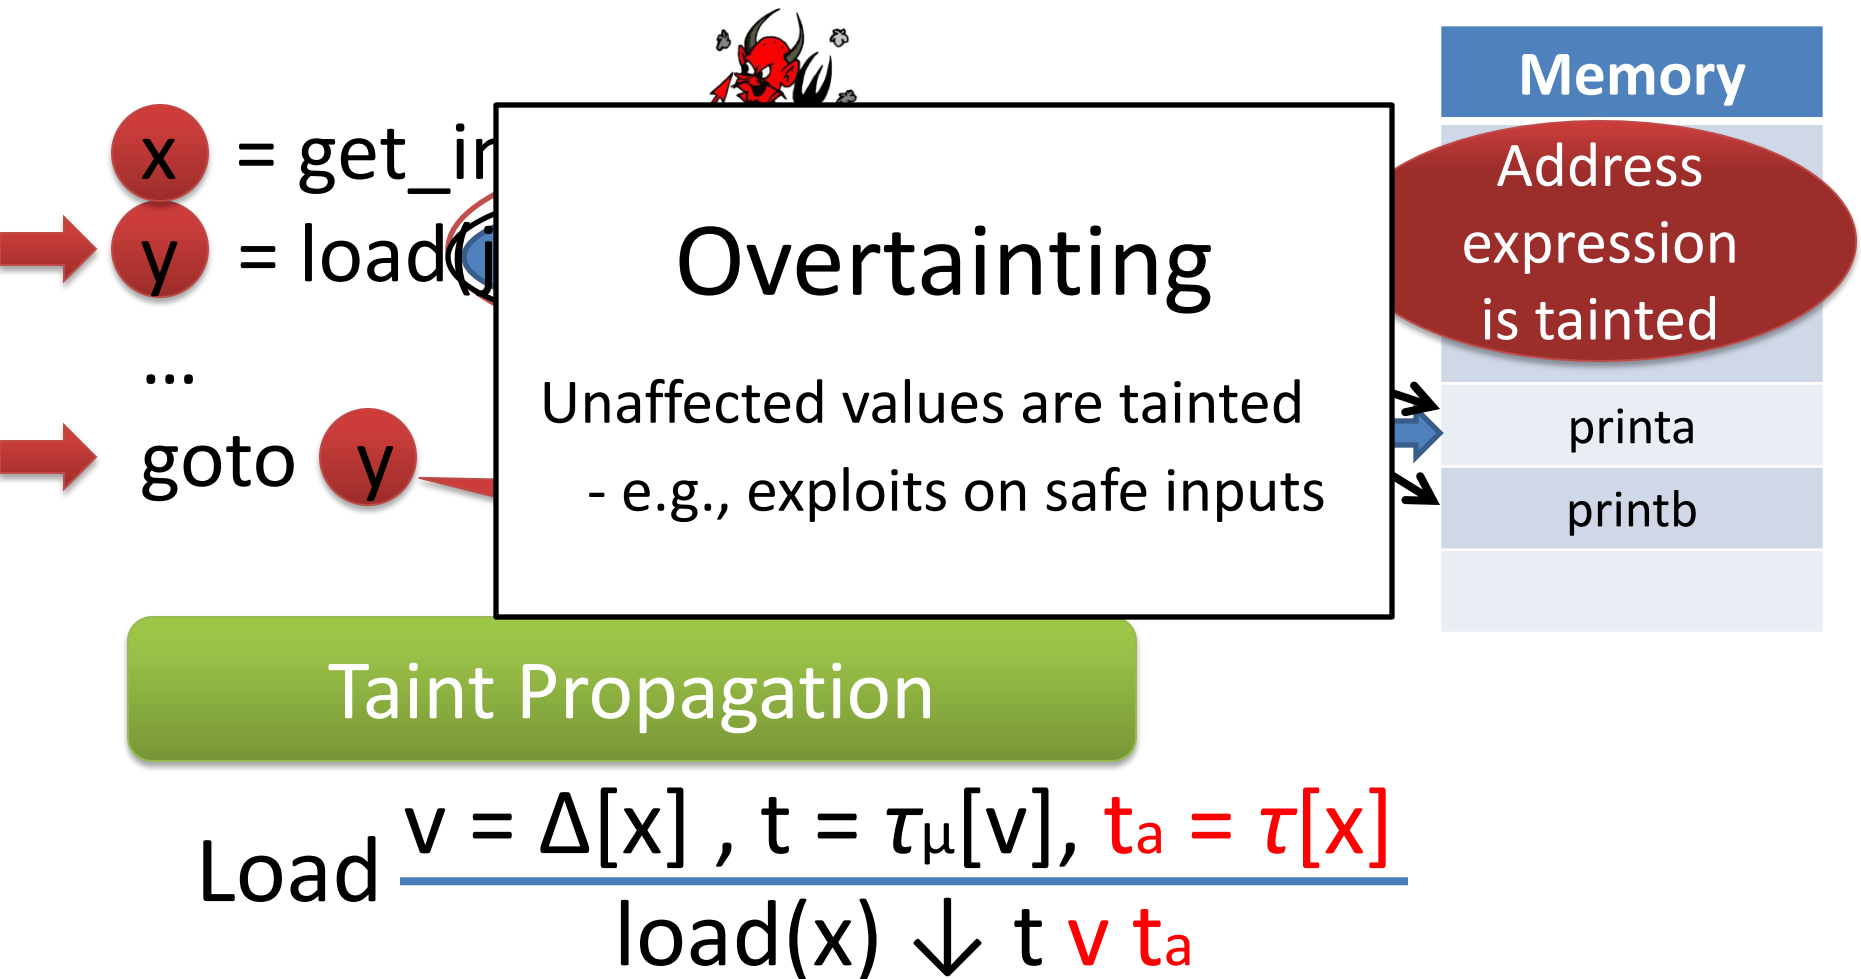 x = get_in
y = load(j
...
goto y
Overtainting
Unaffected values are tainted
- e.g., exploits on safe inputs
Memory
Address
expression
is tainted
printa
printb
Taint Propagation
Load
v = Δ[x] , t = τμ[v], ta = τ[x]
load(x) ↓ t v ta